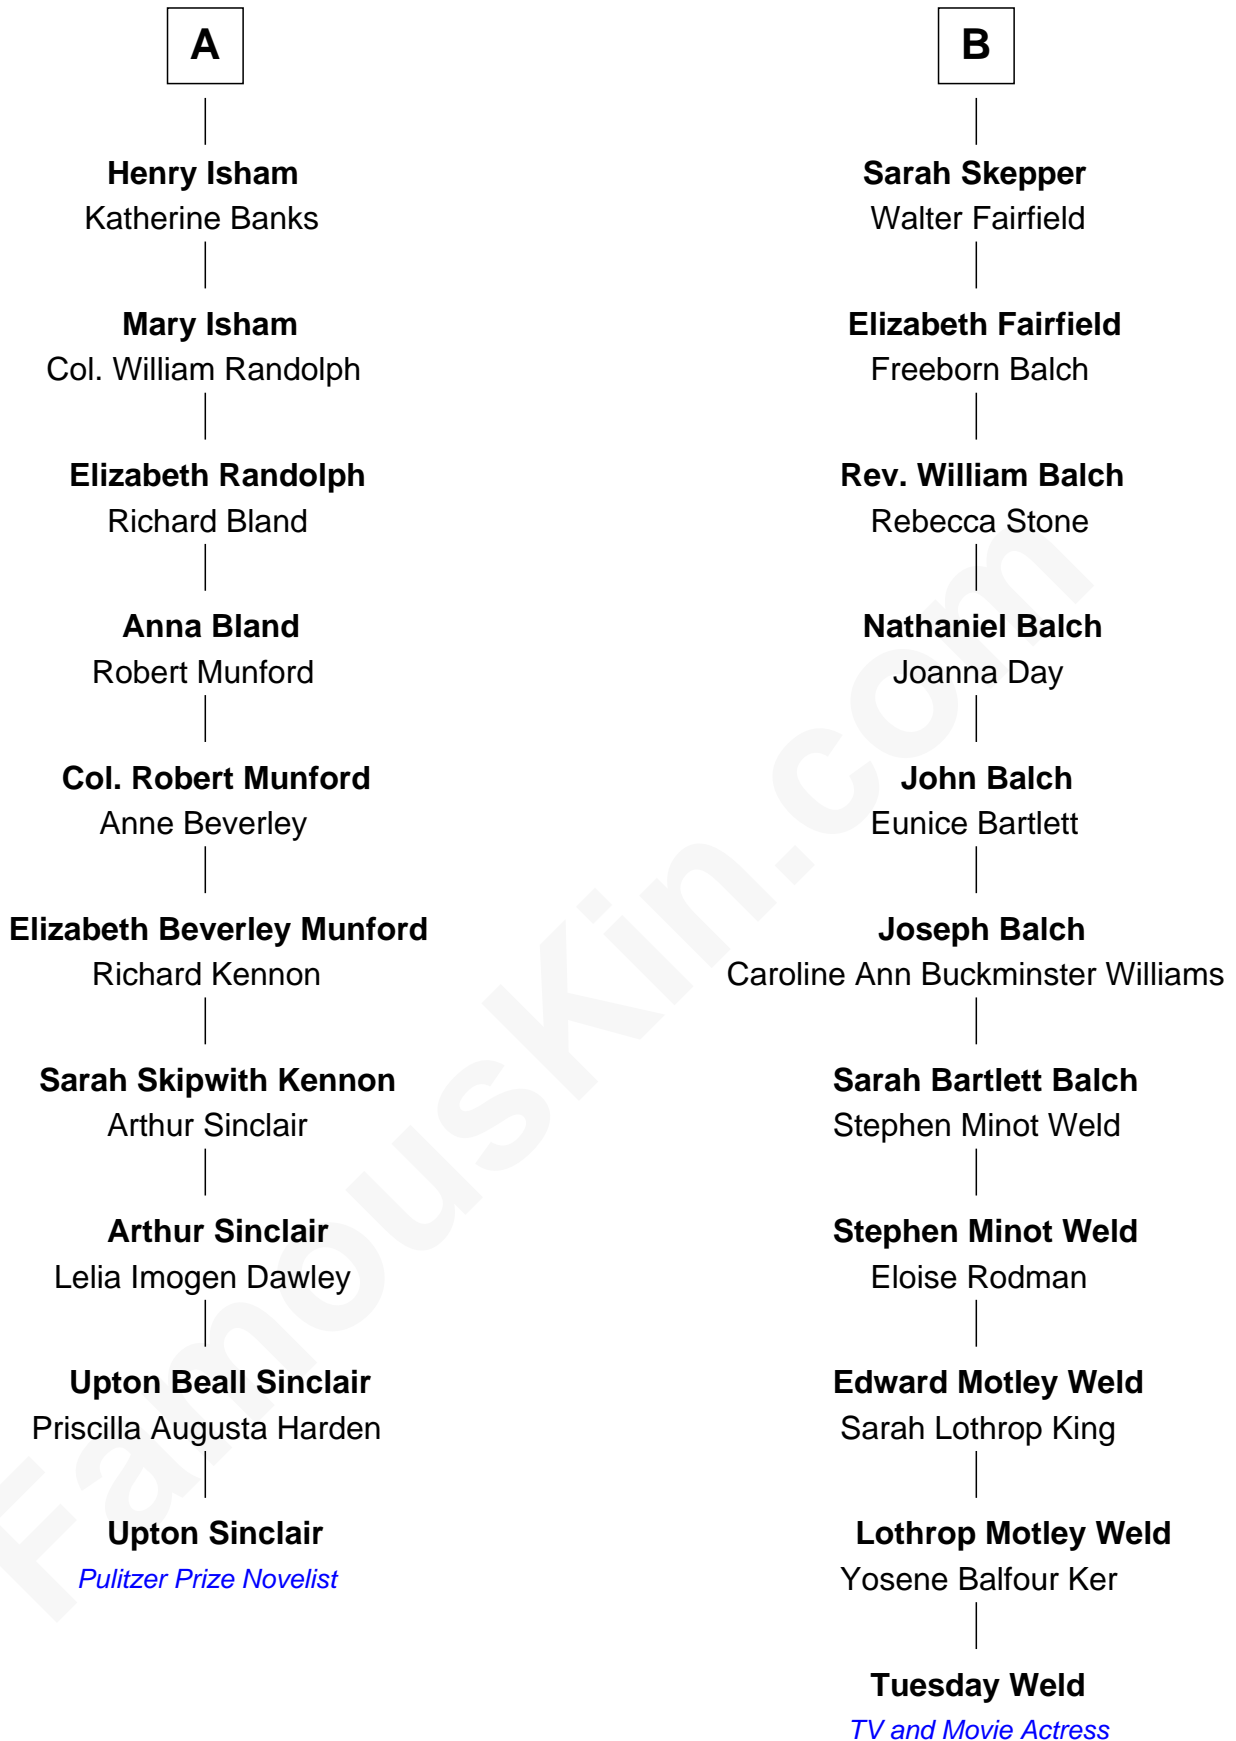 A
Henry Isham
Katherine Banks
Mary Isham
Col. William Randolph
Elizabeth Randolph
Richard Bland
Anna Bland
Robert Munford
Col. Robert Munford
Anne Beverley
Elizabeth Beverley Munford
Richard Kennon
Sarah Skipwith Kennon
Arthur Sinclair
Arthur Sinclair
Lelia Imogen Dawley
Upton Beall Sinclair
Priscilla Augusta Harden
Upton Sinclair
Pulitzer Prize Novelist
B
Sarah Skepper
Walter Fairfield
Elizabeth Fairfield
Freeborn Balch
Rev. William Balch
Rebecca Stone
Nathaniel Balch
Joanna Day
John Balch
Eunice Bartlett
Joseph Balch
Caroline Ann Buckminster Williams
Sarah Bartlett Balch
Stephen Minot Weld
Stephen Minot Weld
Eloise Rodman
Edward Motley Weld
Sarah Lothrop King
Lothrop Motley Weld
Yosene Balfour Ker
Tuesday Weld
TV and Movie Actress
FamousKin.com